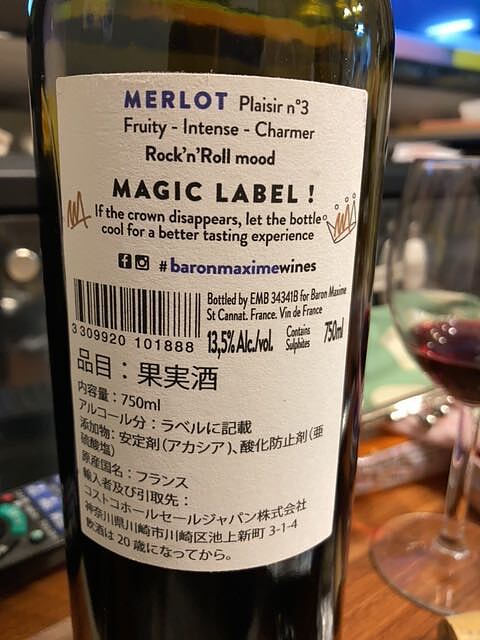 MERLOT Plaisir n°3
Fruity - Intense - Charmer
Rock'n'Roll mood
MAGIC LABEL !
If the crown disappears, let the bottle
cool for a better tasting experience
#baronmaximewines
Bottled by EMB 34341B for Baron Maxime
St Cannat. France. Vin de France
13,5% Alc./vol. Contains Sulphites 750ml
3309920 101888
品目：果実酒
内容量：750ml
アルコール分：ラベルに記載
添加物：安定剤(アカシア)、酸化防止剤(亜
硫酸塩)
原産国名：フランス
輸入者及び引取先：
コストコホールセールジャパン株式会社
神奈川県川崎市川崎区池上新町 3-1-4
飲酒は20歳になってから。